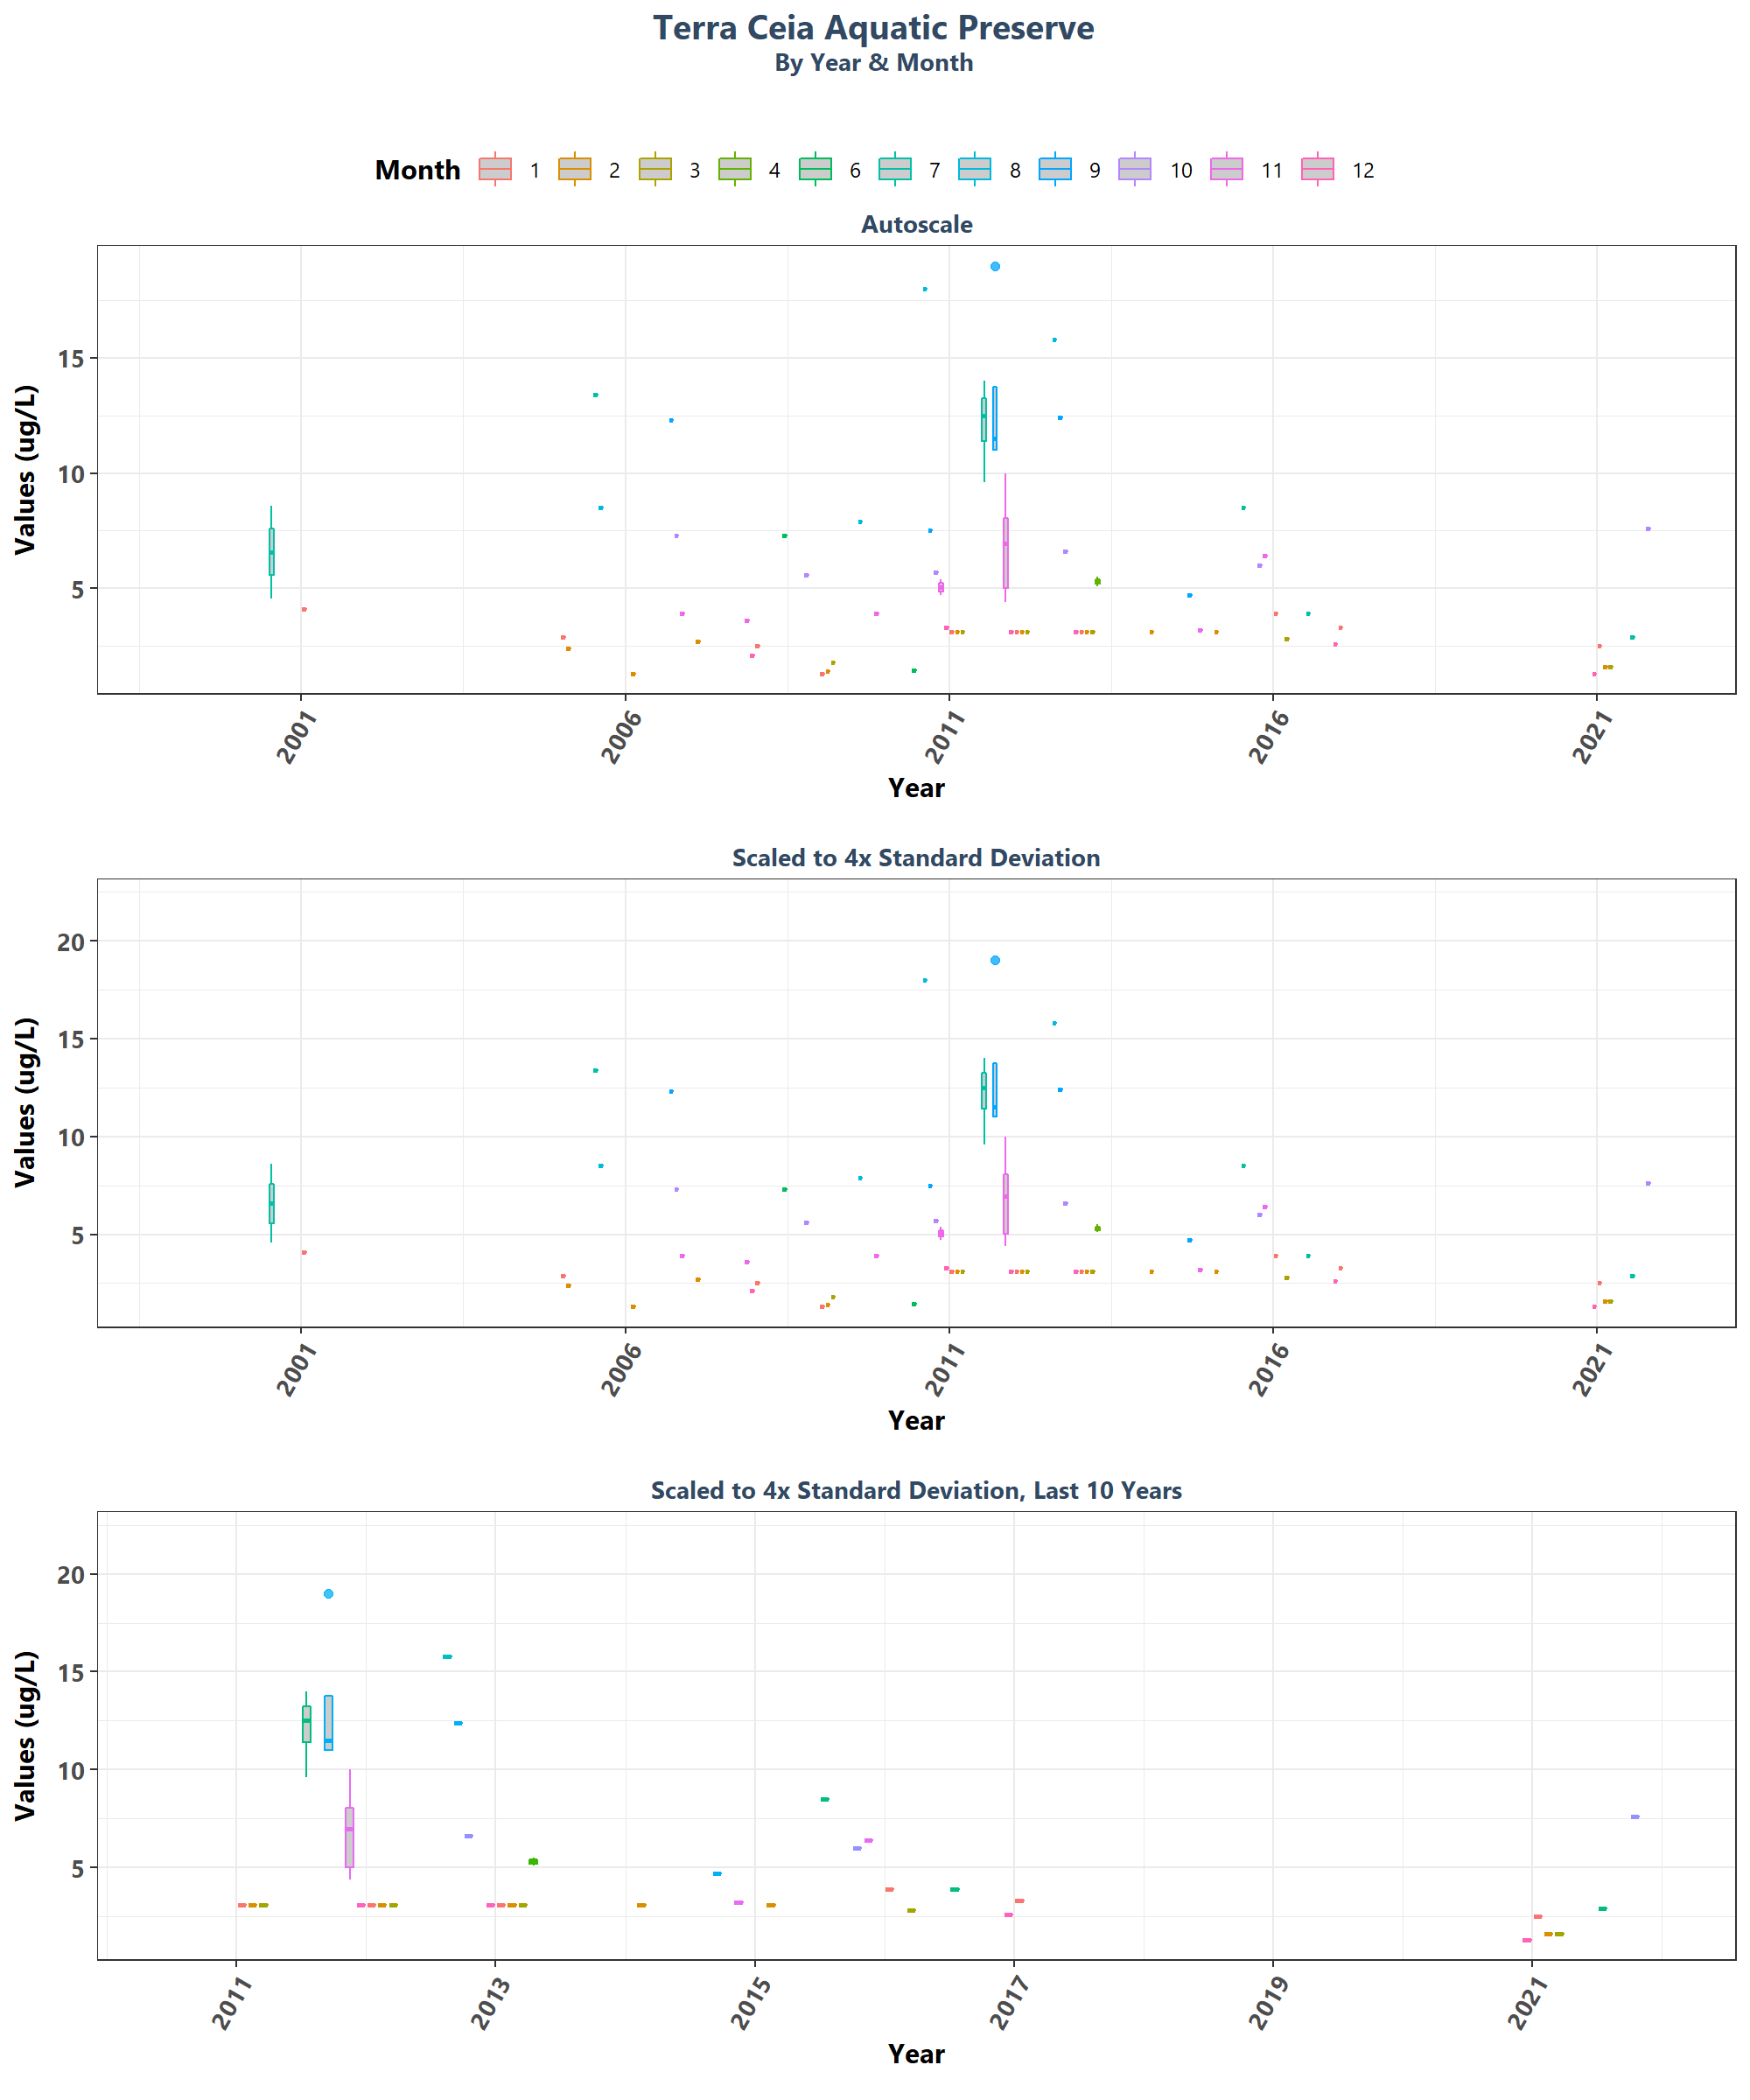 Terra Ceia Aquatic Preserve
By Year & Month
Month 1 2 3 4 6 7 8 9 10 11 12
Autoscale
Values (ug/L)
15
10
5
2001 2006 2011 2016 2021
Year
Scaled to 4x Standard Deviation
Values (ug/L)
20
15
10
5
2001 2006 2011 2016 2021
Year
Scaled to 4x Standard Deviation, Last 10 Years
Values (ug/L)
20
15
10
5
2011 2013 2015 2017 2019 2021
Year